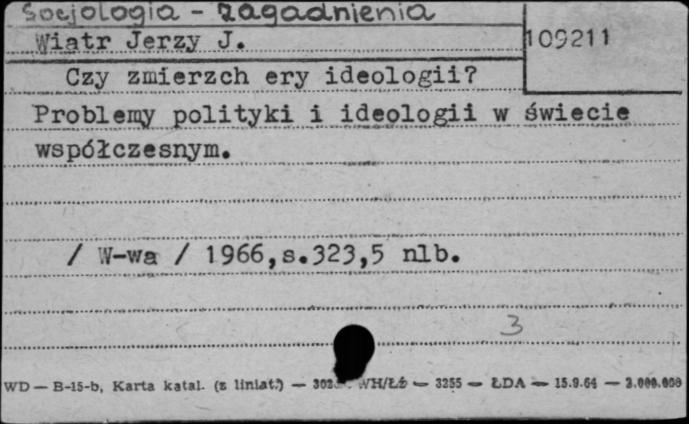 Socjologia - zagadnienia
Wiatr Jerzy J.
109211
Czy zmierzch ery ideologii?
Problemy polityki i ideologii w świecie
współczesnym.
/ W-wa / 1966,s.323,5 nlb.
3
WD — B-15-b, Karta katal. (z liniat.) — WH/Łź — 3255 — ŁDA — 15.9.64 — 3.000.000